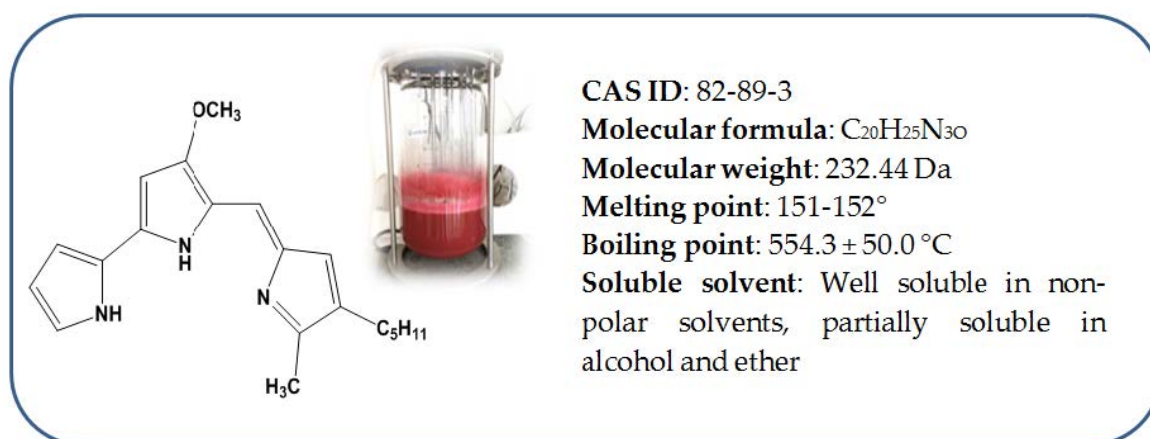 OCH₃
NH
N
H
N
C₅H₁₁
H₃C
CAS ID: 82-89-3
Molecular formula: C₂₀H₂₅N₃O
Molecular weight: 232.44 Da
Melting point: 151-152°
Boiling point: 554.3 ± 50.0 °C
Soluble solvent: Well soluble in non-
polar solvents, partially soluble in
alcohol and ether